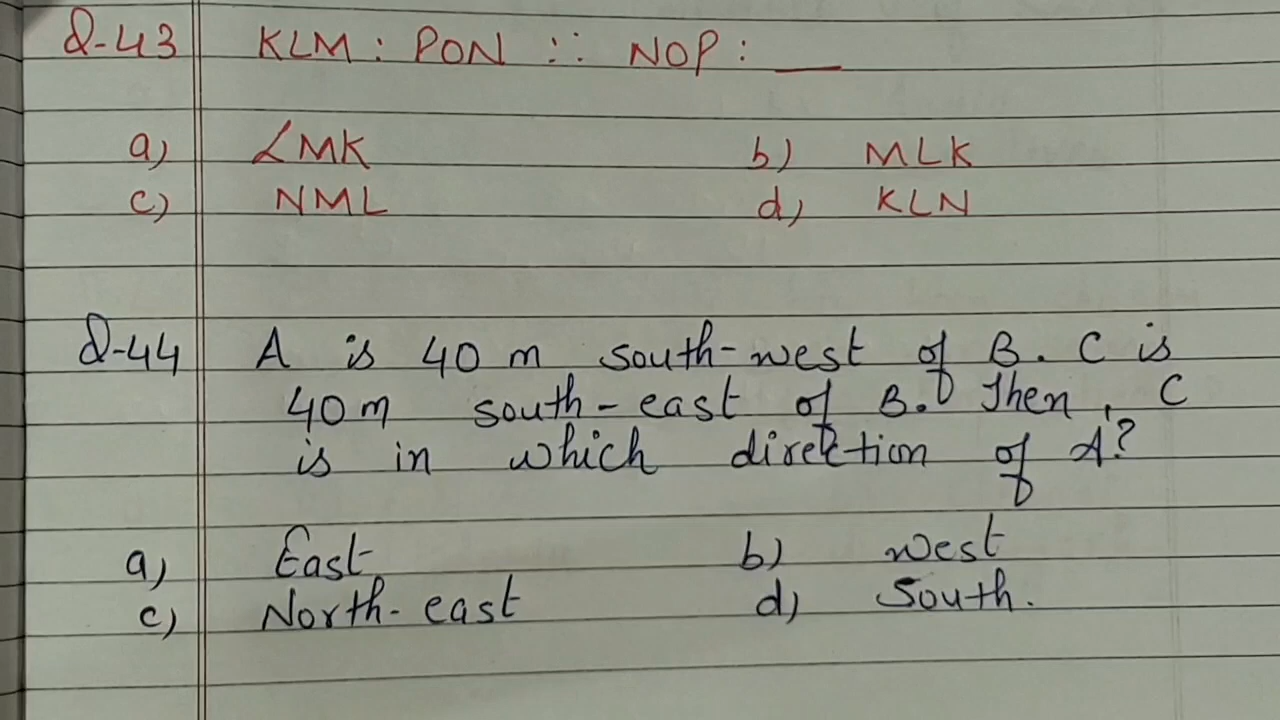 Q-43 KLM : PON :: NOP : __
a) LMK b) MLK
c) NML d) KLN
Q-44 A is 40 m south-west of B. C is
40 m south-east of B. Then, C
is in which direction of A?
a) East b) West
c) North-east d) South.